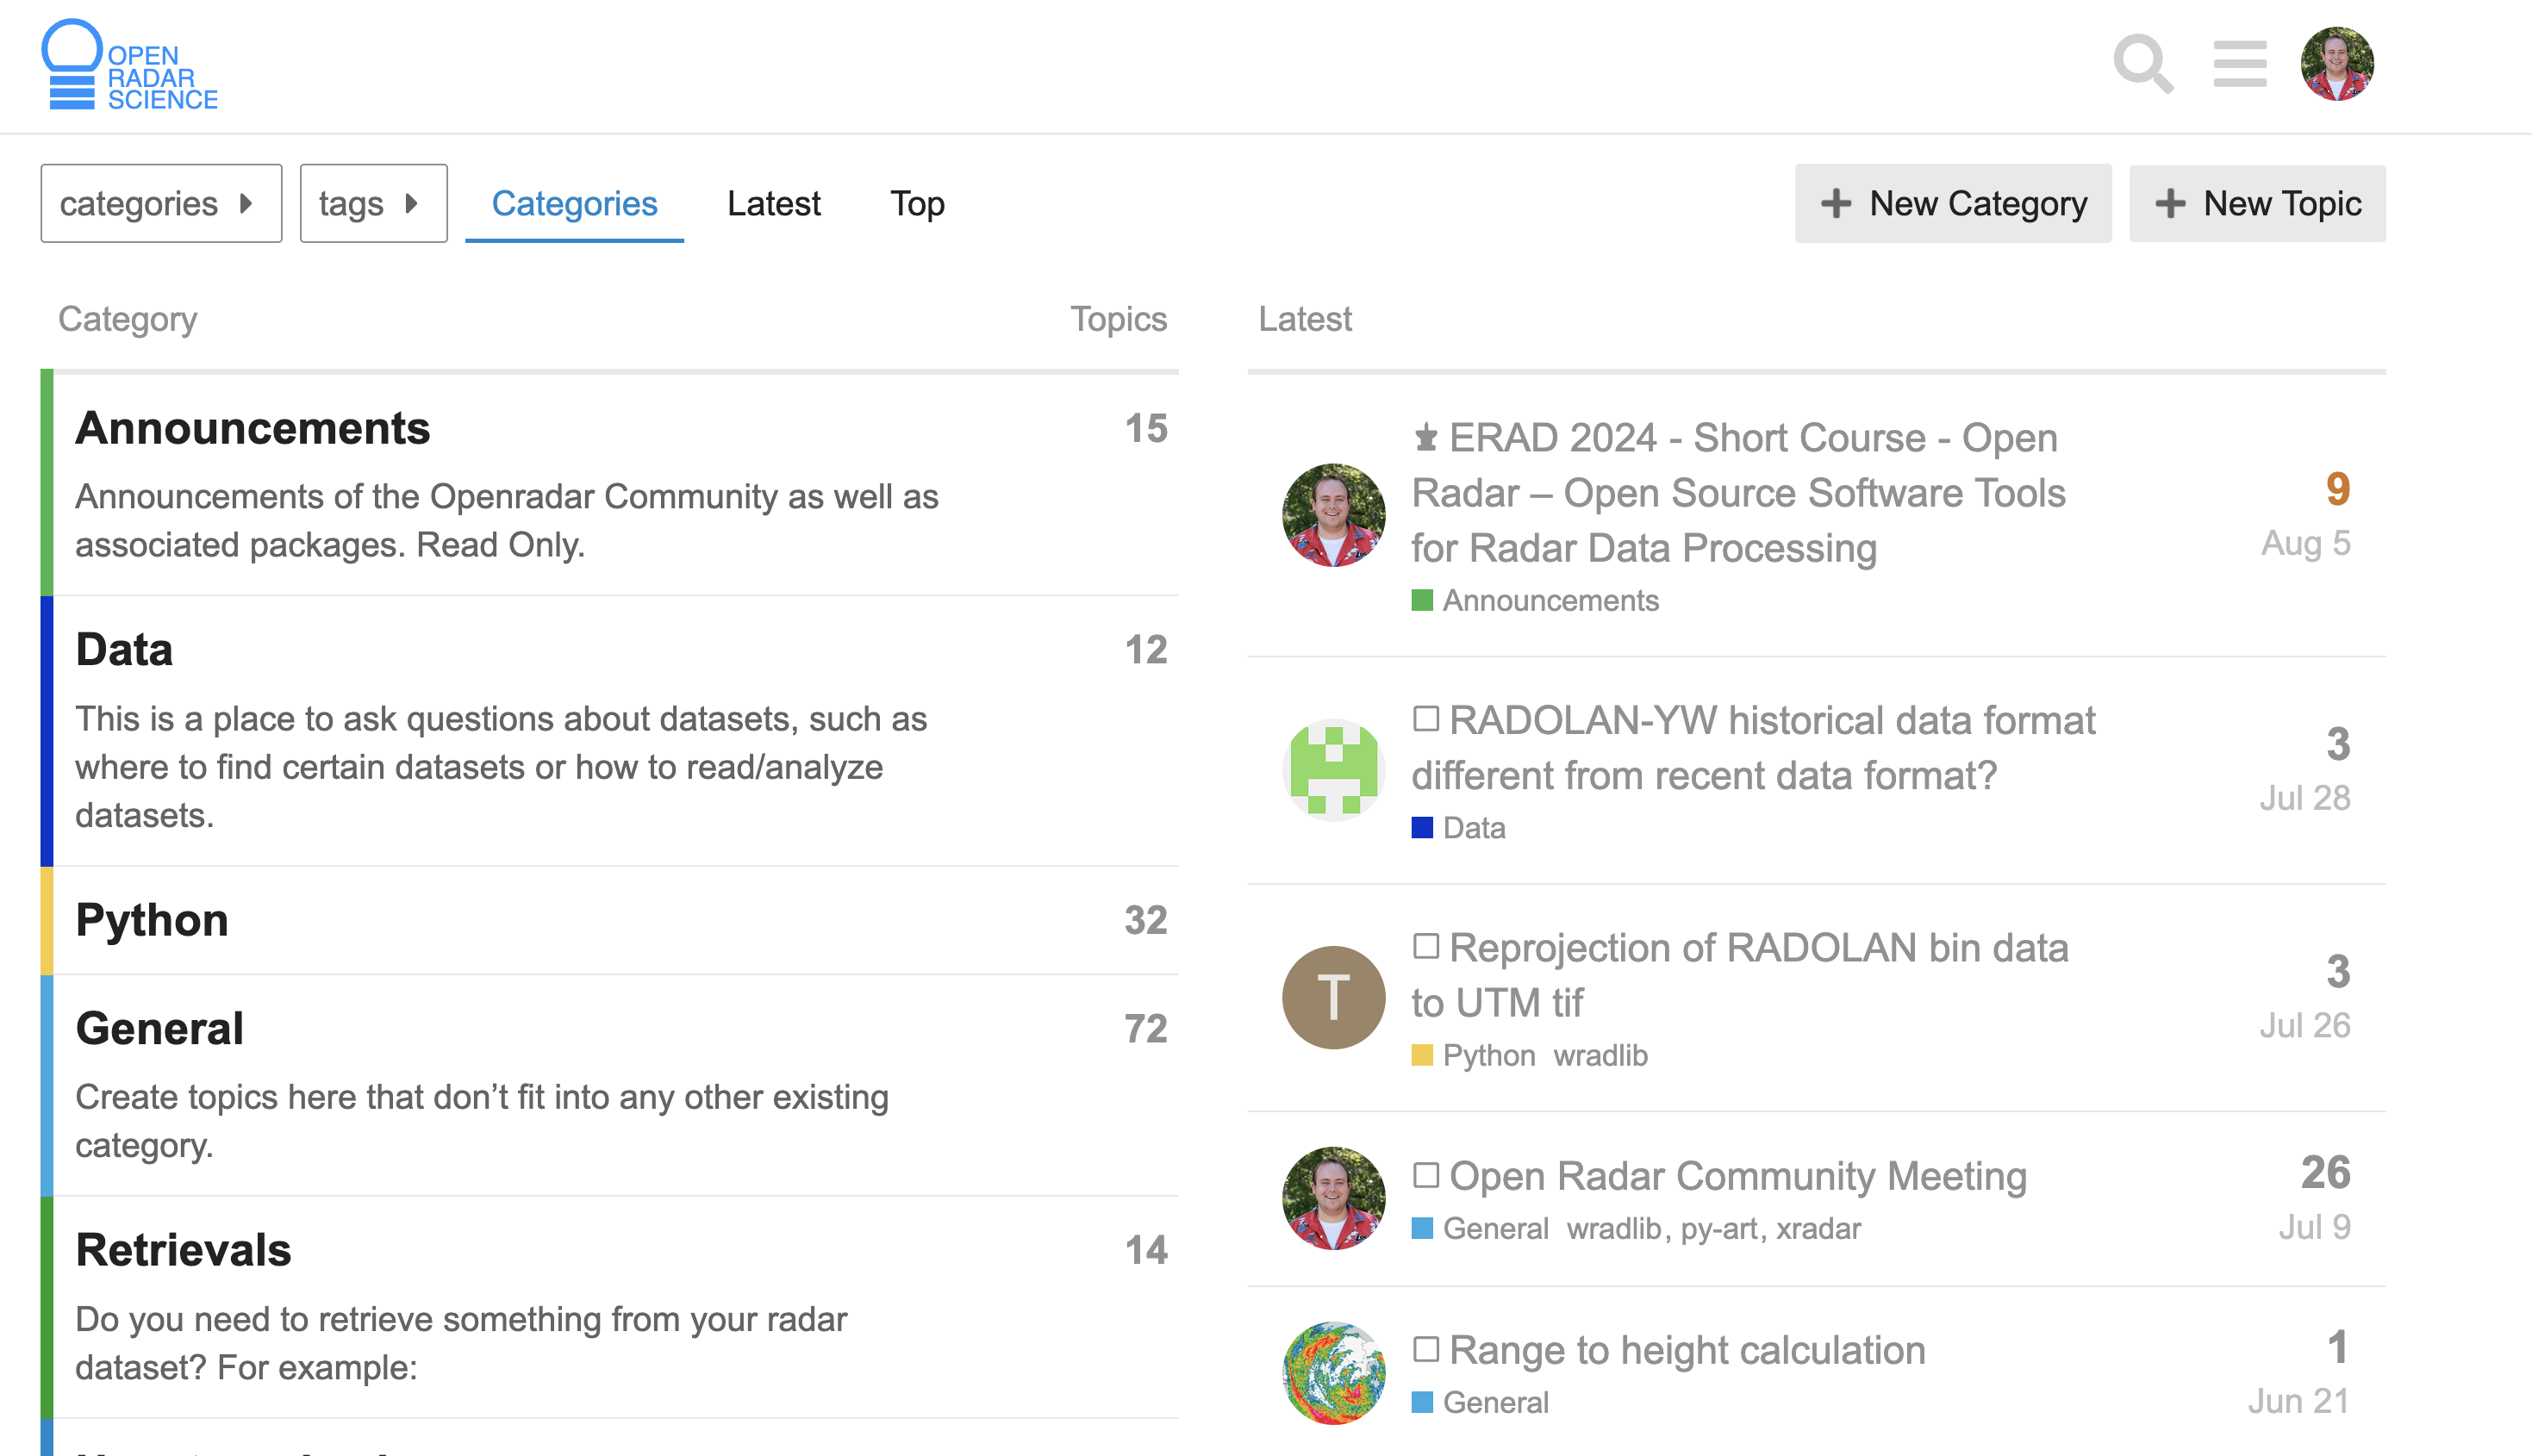 OPEN
RADAR
SCIENCE
categories
tags
Categories
Latest
Top
New Category
New Topic
Category
Topics
Announcements
15
Announcements of the Openradar Community as well as
associated packages. Read Only.
Data
12
This is a place to ask questions about datasets, such as
where to find certain datasets or how to read/analyze
datasets.
Python
32
General
72
Create topics here that don’t fit into any other existing
category.
Retrievals
14
Do you need to retrieve something from your radar
dataset? For example:
Latest
ERAD 2024 - Short Course - Open
Radar – Open Source Software Tools
for Radar Data Processing
Announcements
9
Aug 5
RADOLAN-YW historical data format
different from recent data format?
Data
3
Jul 28
T
Reprojection of RADOLAN bin data
to UTM tif
Python wradlib
3
Jul 26
Open Radar Community Meeting
General wradlib, py-art, xradar
26
Jul 9
Range to height calculation
General
1
Jun 21